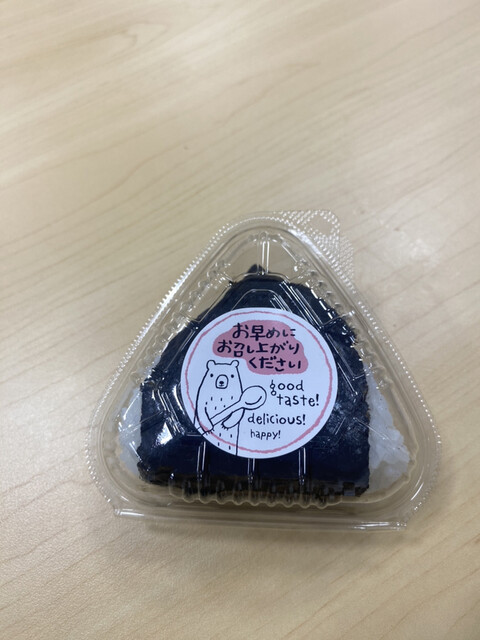 お早めに
お召し上がり
ください
good
taste!
delicious!
happy!